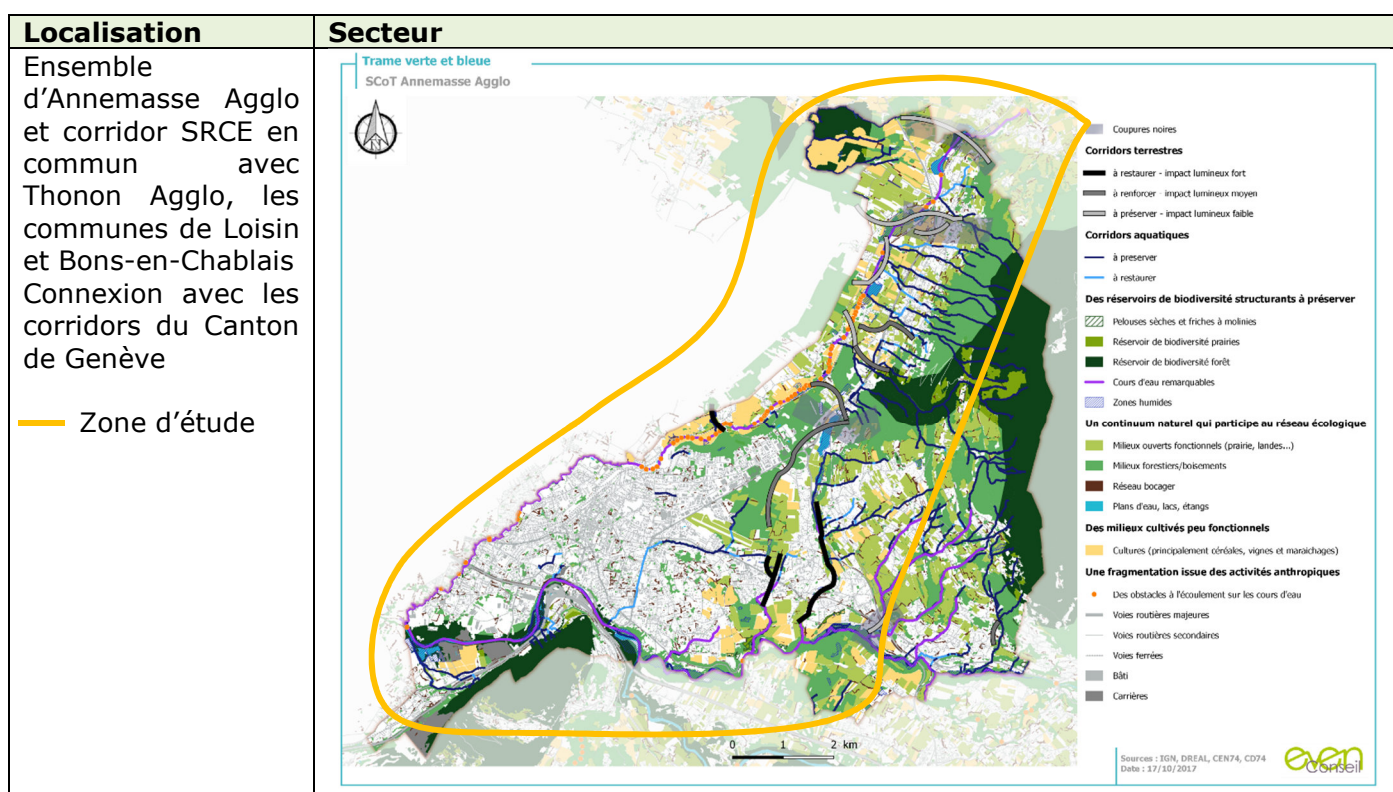 Localisation
Secteur
Ensemble
d'Annemasse Agglo
et corridor SRCE en
commun avec
Thonon Agglo, les
communes de Loisin
et Bons-en-Chablais
Connexion avec les
corridors du Canton
de Genève
Zone d'étude
Trame verte et bleue
SCoT Annemasse Agglo
N
Coupures noires
Corridors terrestres
à restaurer - impact lumineux fort
à renforcer - impact lumineux moyen
à préserver - impact lumineux faible
Corridors aquatiques
à preserver
à restaurer
Des réservoirs de biodiversité structurants à préserver
Pelouses sèches et friches à molinies
Réservoir de biodiversité prairies
Réservoir de biodiversité forêt
Cours d'eau remarquables
Zones humides
Un continuum naturel qui participe au réseau écologique
Milieux ouverts fonctionnels (prairie, landes...)
Milieux forestiers/boisements
Réseau bocager
Plans d'eau, lacs, étangs
Des milieux cultivés peu fonctionnels
Cultures (principalement céréales, vignes et maraichages)
Une fragmentation issue des activités anthropiques
Des obstacles à l'écoulement sur les cours d'eau
Voies routières majeures
Voies routières secondaires
Voies ferrées
Bâti
Carrières
0 1 2 km
Sources : IGN, DREAL, CEN74, CD74
Date : 17/10/2017
even
Conseil